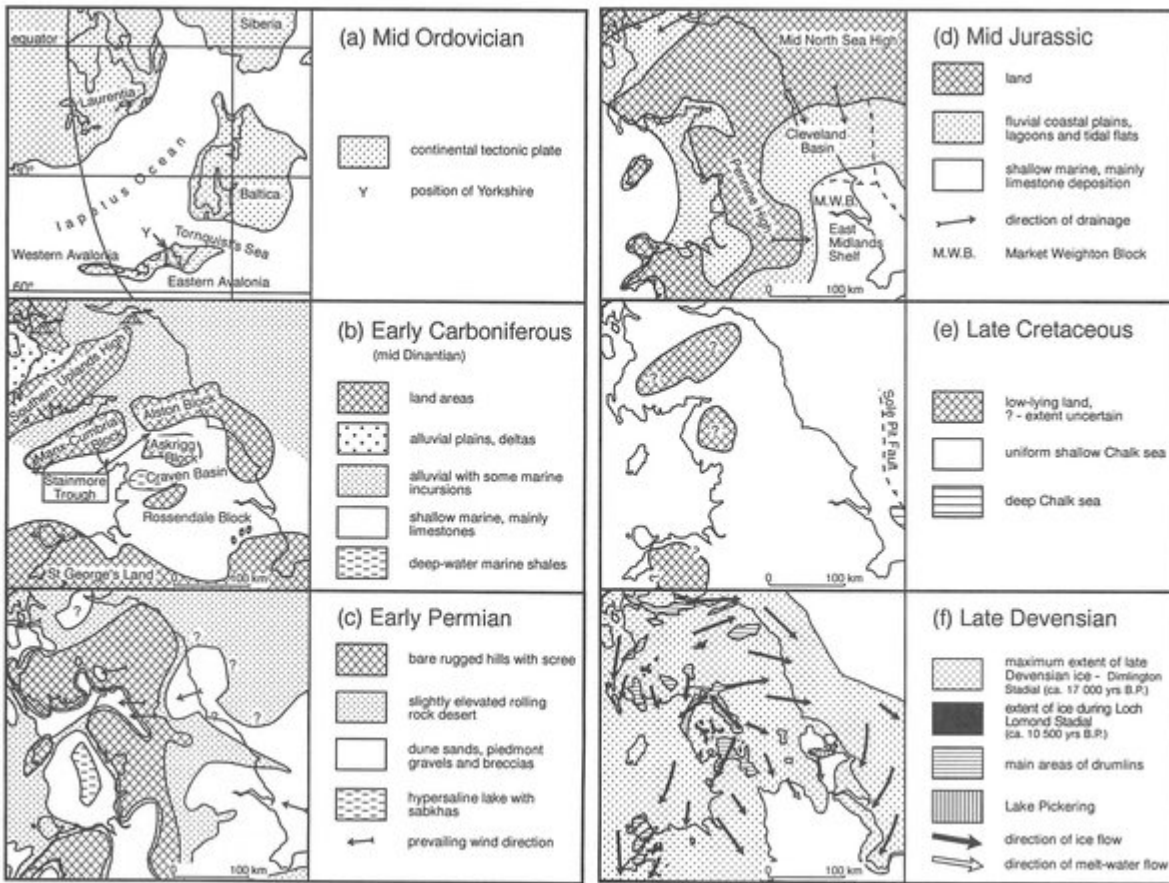 (a) Mid Ordovician
equator
Siberia
Laurentia
Iapetus Ocean
30°
Baltica
Y
Tornquist's Sea
Western Avalonia
Eastern Avalonia
60°
continental tectonic plate
Y position of Yorkshire
(b) Early Carboniferous
(mid Dinantian)
Southern Uplands High
Alston Block
Manx-Cumbria
Block
Askrigg
Block
Stainmore
Trough
Craven Basin
Rossendale Block
St George's Land
0 100 km
land areas
alluvial plains, deltas
alluvial with some marine
incursions
shallow marine, mainly
limestones
deep-water marine shales
(c) Early Permian
?
?
?
?
0 100 km
bare rugged hills with scree
slightly elevated rolling
rock desert
dune sands, piedmont
gravels and breccias
hypersaline lake with
sabkhas
prevailing wind direction
(d) Mid Jurassic
Mid North Sea High
Cleveland
Basin
Pennine High
M.W.B.
East
Midlands
Shelf
0 100 km
land
fluvial coastal plains,
lagoons and tidal flats
shallow marine, mainly
limestone deposition
direction of drainage
M.W.B. Market Weighton Block
(e) Late Cretaceous
?
?
?
?
Sole Pit Fault
0 100 km
low-lying land,
? - extent uncertain
uniform shallow Chalk sea
deep Chalk sea
(f) Late Devensian
0 100 km
maximum extent of late
Devensian ice - Dimlington
Stadial (ca. 17 000 yrs B.P.)
extent of ice during Loch
Lomond Stadial
(ca. 10 500 yrs B.P.)
main areas of drumlins
Lake Pickering
direction of ice flow
direction of melt-water flow